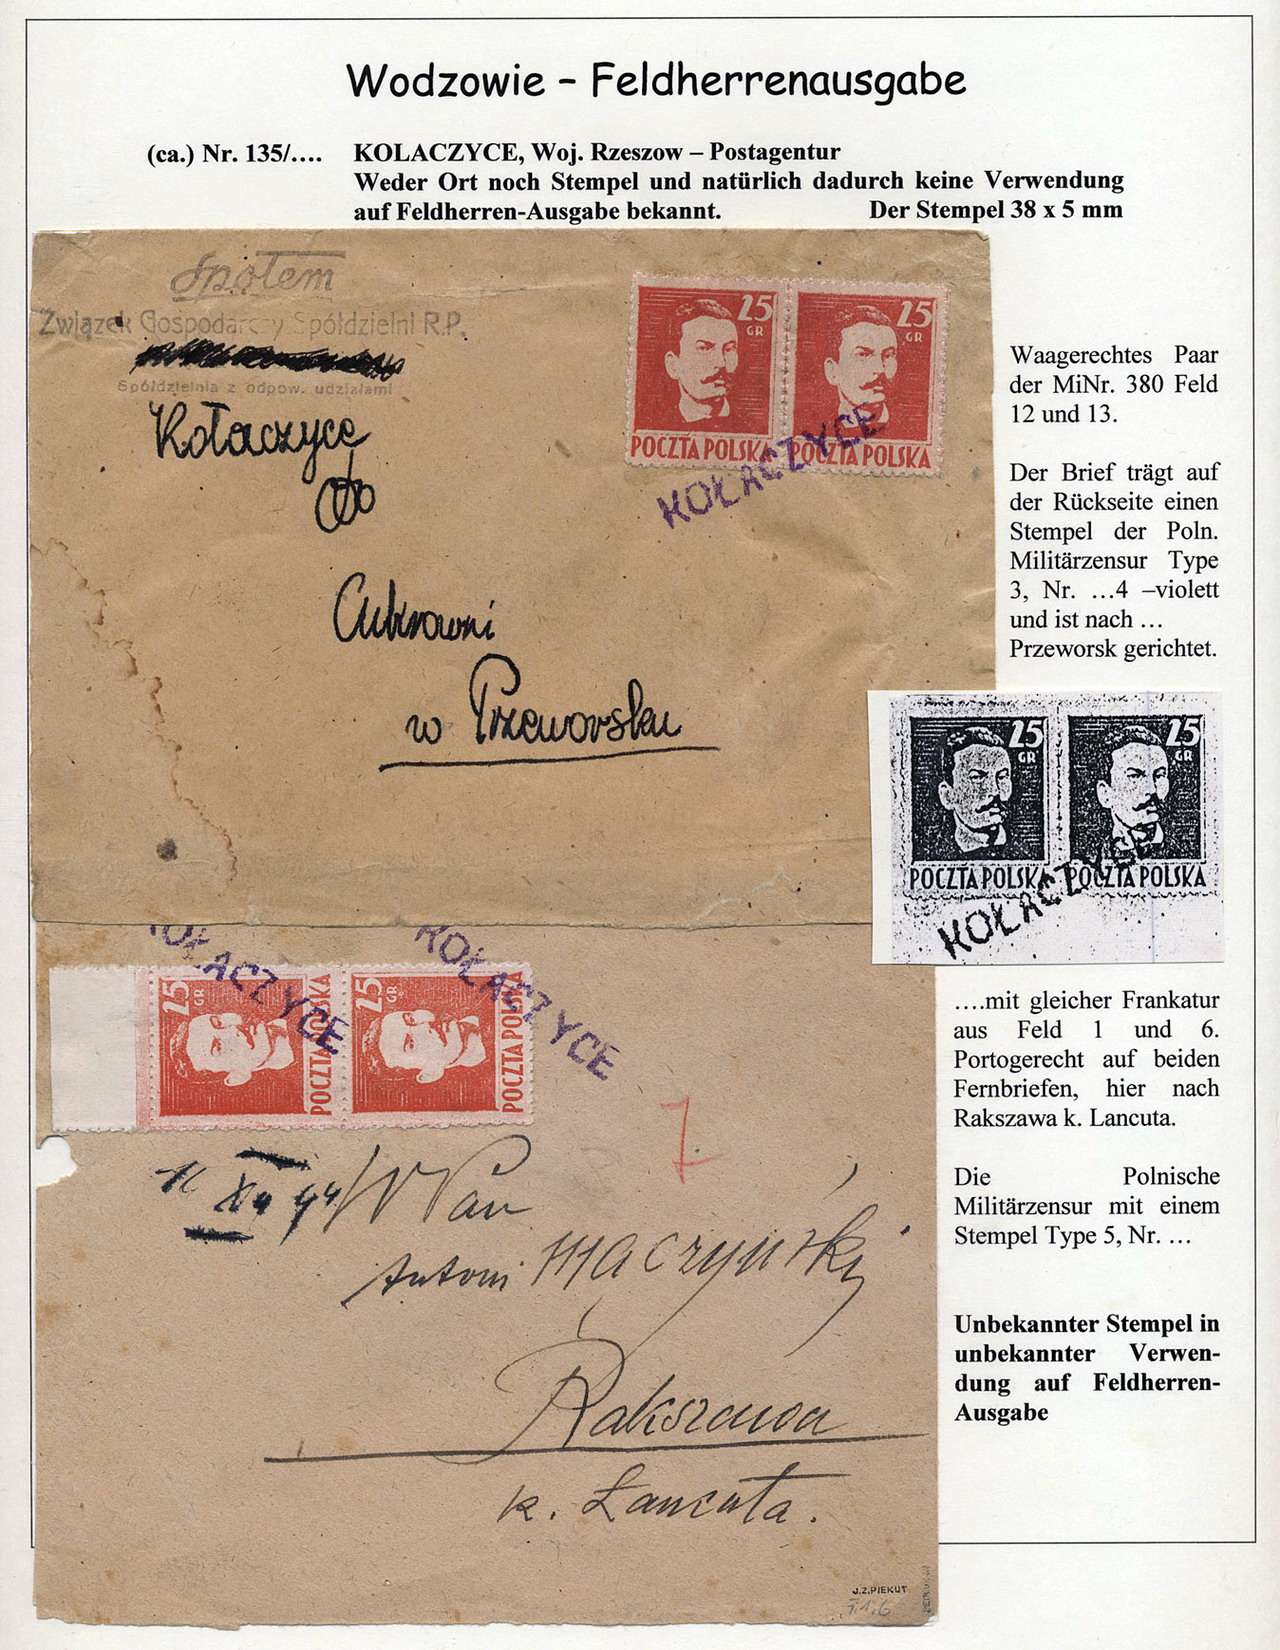 Wodzowie – Feldherrenausgabe
(ca.) Nr. 135/…. KOLACZYCE, Woj. Rzeszow – Postagentur
Weder Ort noch Stempel und natürlich dadurch keine Verwendung
auf Feldherren-Ausgabe bekannt. Der Stempel 38 x 5 mm
Społem
Związek Gospodarczy Spółdzielni R.P.
Spółdzielnia z odpow. udziałami
Kołaczyce
25 GR
25 GR
POCZTA POLSKA
POCZTA POLSKA
KOŁACZYCE
Cukrowni
w Przeworsku
Waagerechtes Paar
der MiNr. 380 Feld
12 und 13.
Der Brief trägt auf
der Rückseite einen
Stempel der Poln.
Militärzensur Type
3, Nr. …4 –violett
und ist nach …
Przeworsk gerichtet.
25 GR
25 GR
POCZTA POLSKA
POCZTA POLSKA
KOŁACZYCE
KOŁACZYCE
KOŁACZYCE
25 GR
POCZTA POLSKA
25 GR
POCZTA POLSKA
7.
W Pan
Antoni Maczyński
Rakszawa
k. Lancuta.
….mit gleicher Frankatur
aus Feld 1 und 6.
Portogerecht auf beiden
Fernbriefen, hier nach
Rakszawa k. Lancuta.
Die Polnische
Militärzensur mit einem
Stempel Type 5, Nr. …
Unbekannter Stempel in
unbekannter Verwen-
dung auf Feldherren-
Ausgabe
J.Z.PIEKUT